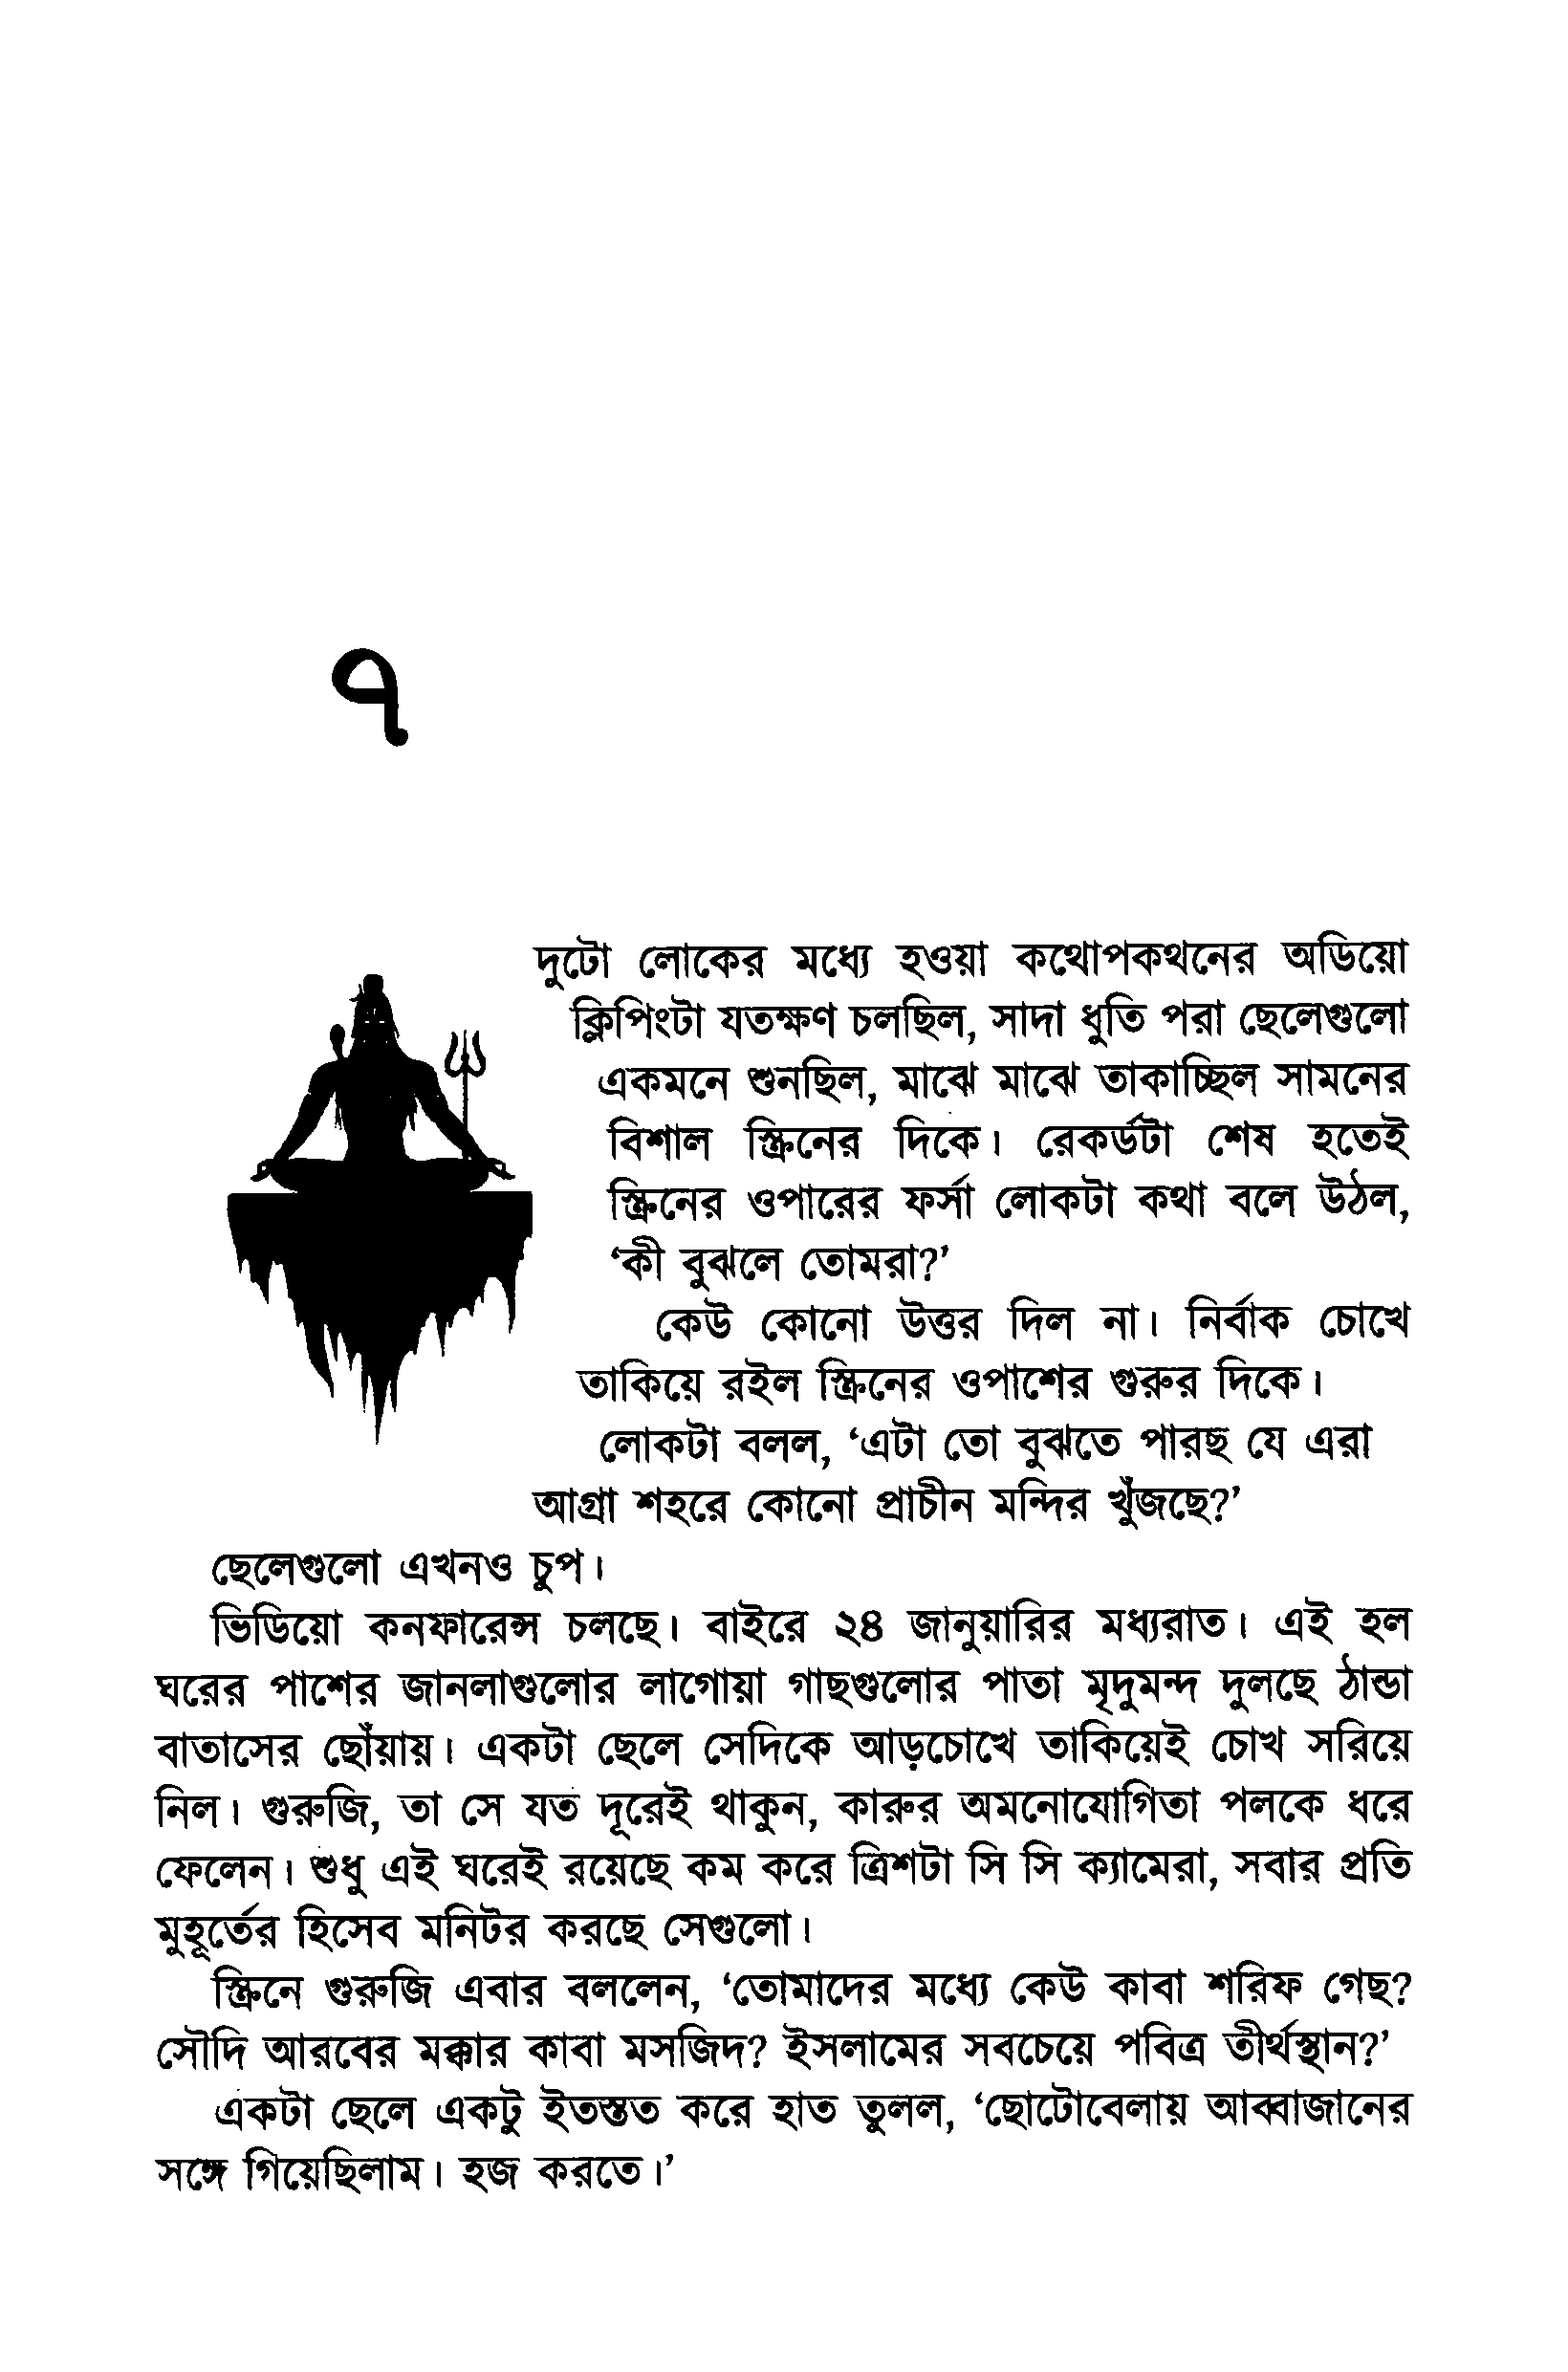 ৭
দুটো লোকের মধ্যে হওয়া কথোপকথনের অডিয়ো
ক্লিপিংটা যতক্ষণ চলছিল, সাদা ধুতি পরা ছেলেগুলো
একমনে শুনছিল, মাঝে মাঝে তাকাচ্ছিল সামনের
বিশাল স্ক্রিনের দিকে। রেকর্ডটা শেষ হতেই
স্ক্রিনের ওপারের ফর্সা লোকটা কথা বলে উঠল,
‘কী বুঝলে তোমরা?’
কেউ কোনো উত্তর দিল না। নির্বাক চোখে
তাকিয়ে রইল স্ক্রিনের ওপাশের গুরুর দিকে।
লোকটা বলল, ‘এটা তো বুঝতে পারছ যে এরা
আগ্রা শহরে কোনো প্রাচীন মন্দির খুঁজছে?’
ছেলেগুলো এখনও চুপ।
ভিডিয়ো কনফারেন্স চলছে। বাইরে ২৪ জানুয়ারির মধ্যরাত। এই হল
ঘরের পাশের জানলাগুলোর লাগোয়া গাছগুলোর পাতা মৃদুমন্দ দুলছে ঠান্ডা
বাতাসের ছোঁয়ায়। একটা ছেলে সেদিকে আড়চোখে তাকিয়েই চোখ সরিয়ে
নিল। গুরুজি, তা সে যত দূরেই থাকুন, কারুর অমনোযোগিতা পলকে ধরে
ফেলেন। শুধু এই ঘরেই রয়েছে কম করে ত্রিশটা সি সি ক্যামেরা, সবার প্রতি
মুহূর্তের হিসেব মনিটর করছে সেগুলো।
স্ক্রিনে গুরুজি এবার বললেন, ‘তোমাদের মধ্যে কেউ কাবা শরিফ গেছ?
সৌদি আরবের মক্কার কাবা মসজিদ? ইসলামের সবচেয়ে পবিত্র তীর্থস্থান?’
একটা ছেলে একটু ইতস্তত করে হাত তুলল, ‘ছোটোবেলায় আব্বাজানের
সঙ্গে গিয়েছিলাম। হজ করতে।’